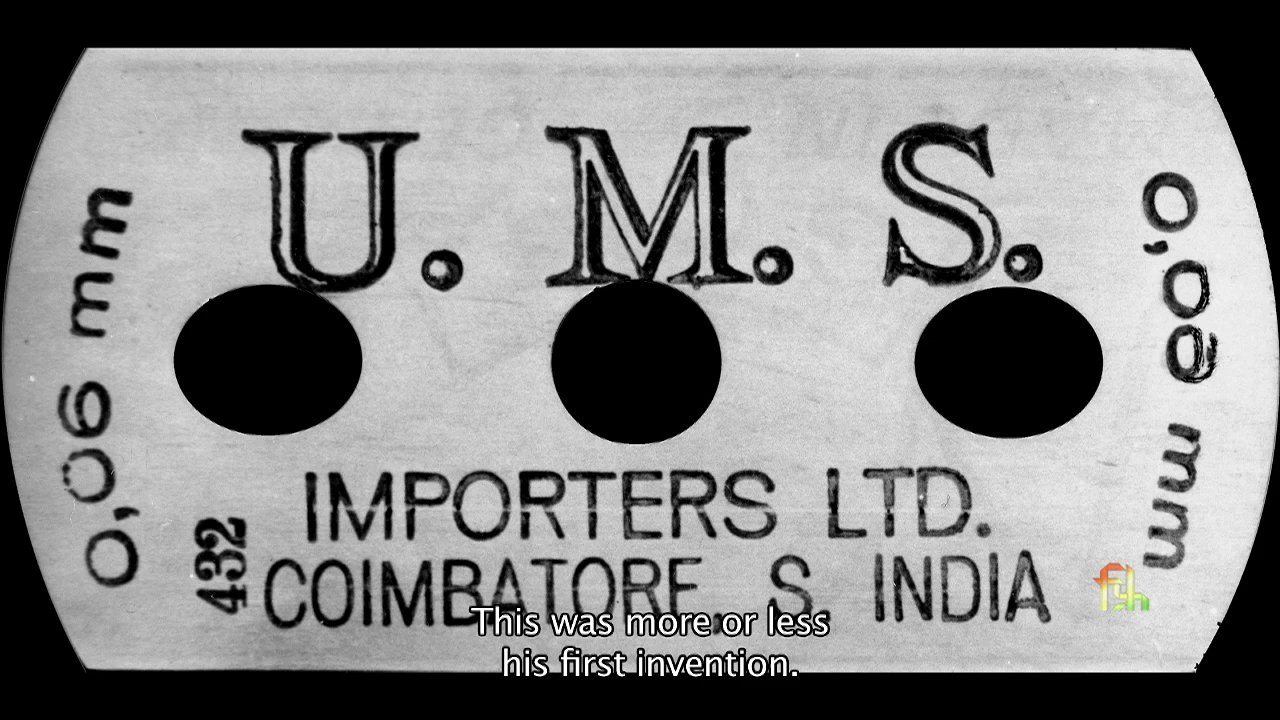 U. M. S.
0,06 mm
0,06 mm
IMPORTERS LTD.
432
COIMBATORE, S. INDIA
This was more or less
his first invention.